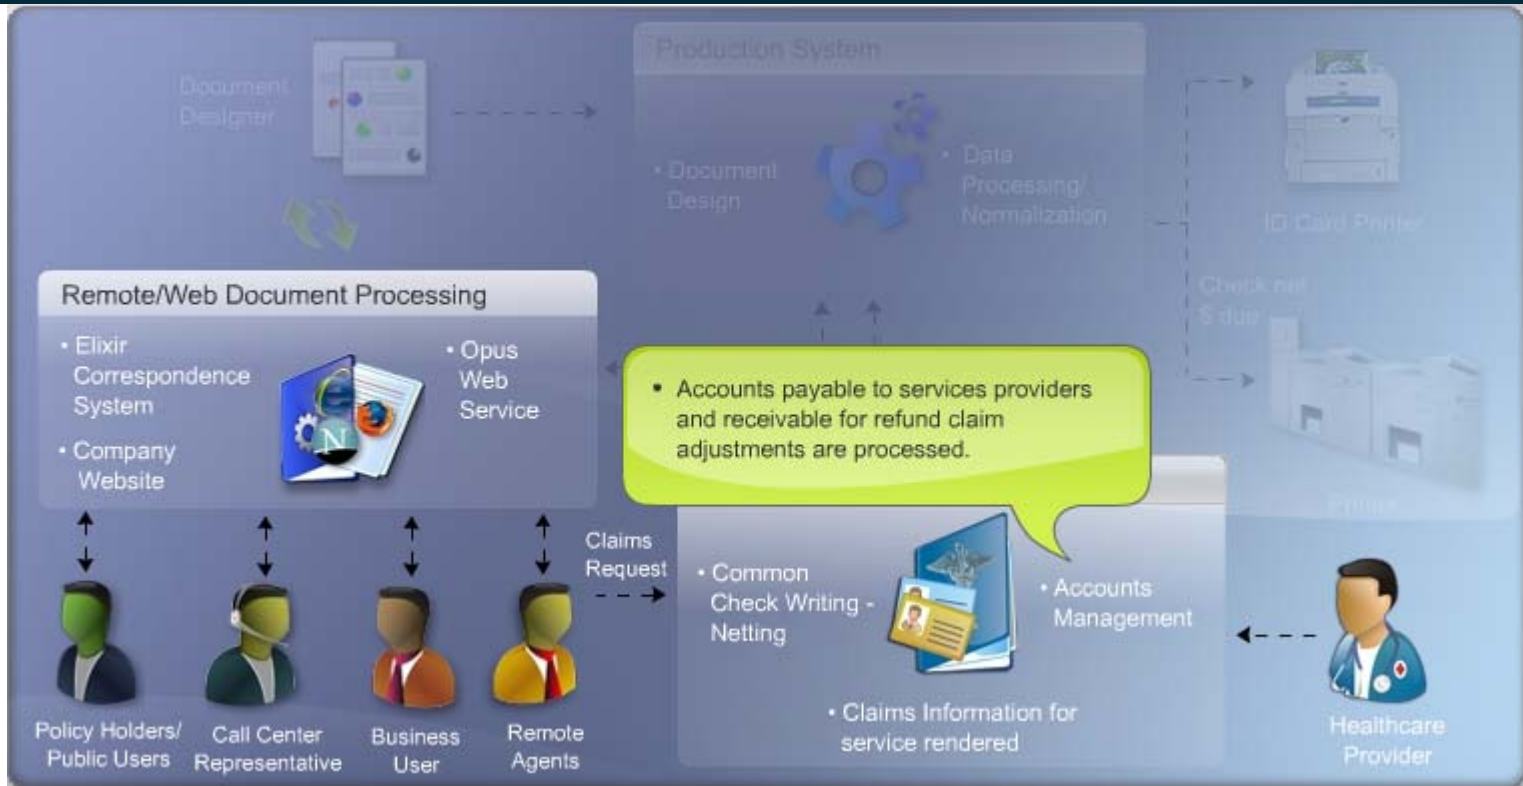 Document
Designer
Production System
• Document
Design
• Data
Processing/
Normalization
ID Card Printer
Check net
$ due
Remote/Web Document Processing
• Elixir
Correspondence
System
• Company
Website
• Opus
Web
Service
• Accounts payable to services providers
and receivable for refund claim
adjustments are processed.
Claims
Request
• Common
Check Writing -
Netting
• Accounts
Management
• Claims Information for
service rendered
Policy Holders/
Public Users
Call Center
Representative
Business
User
Remote
Agents
Healthcare
Provider